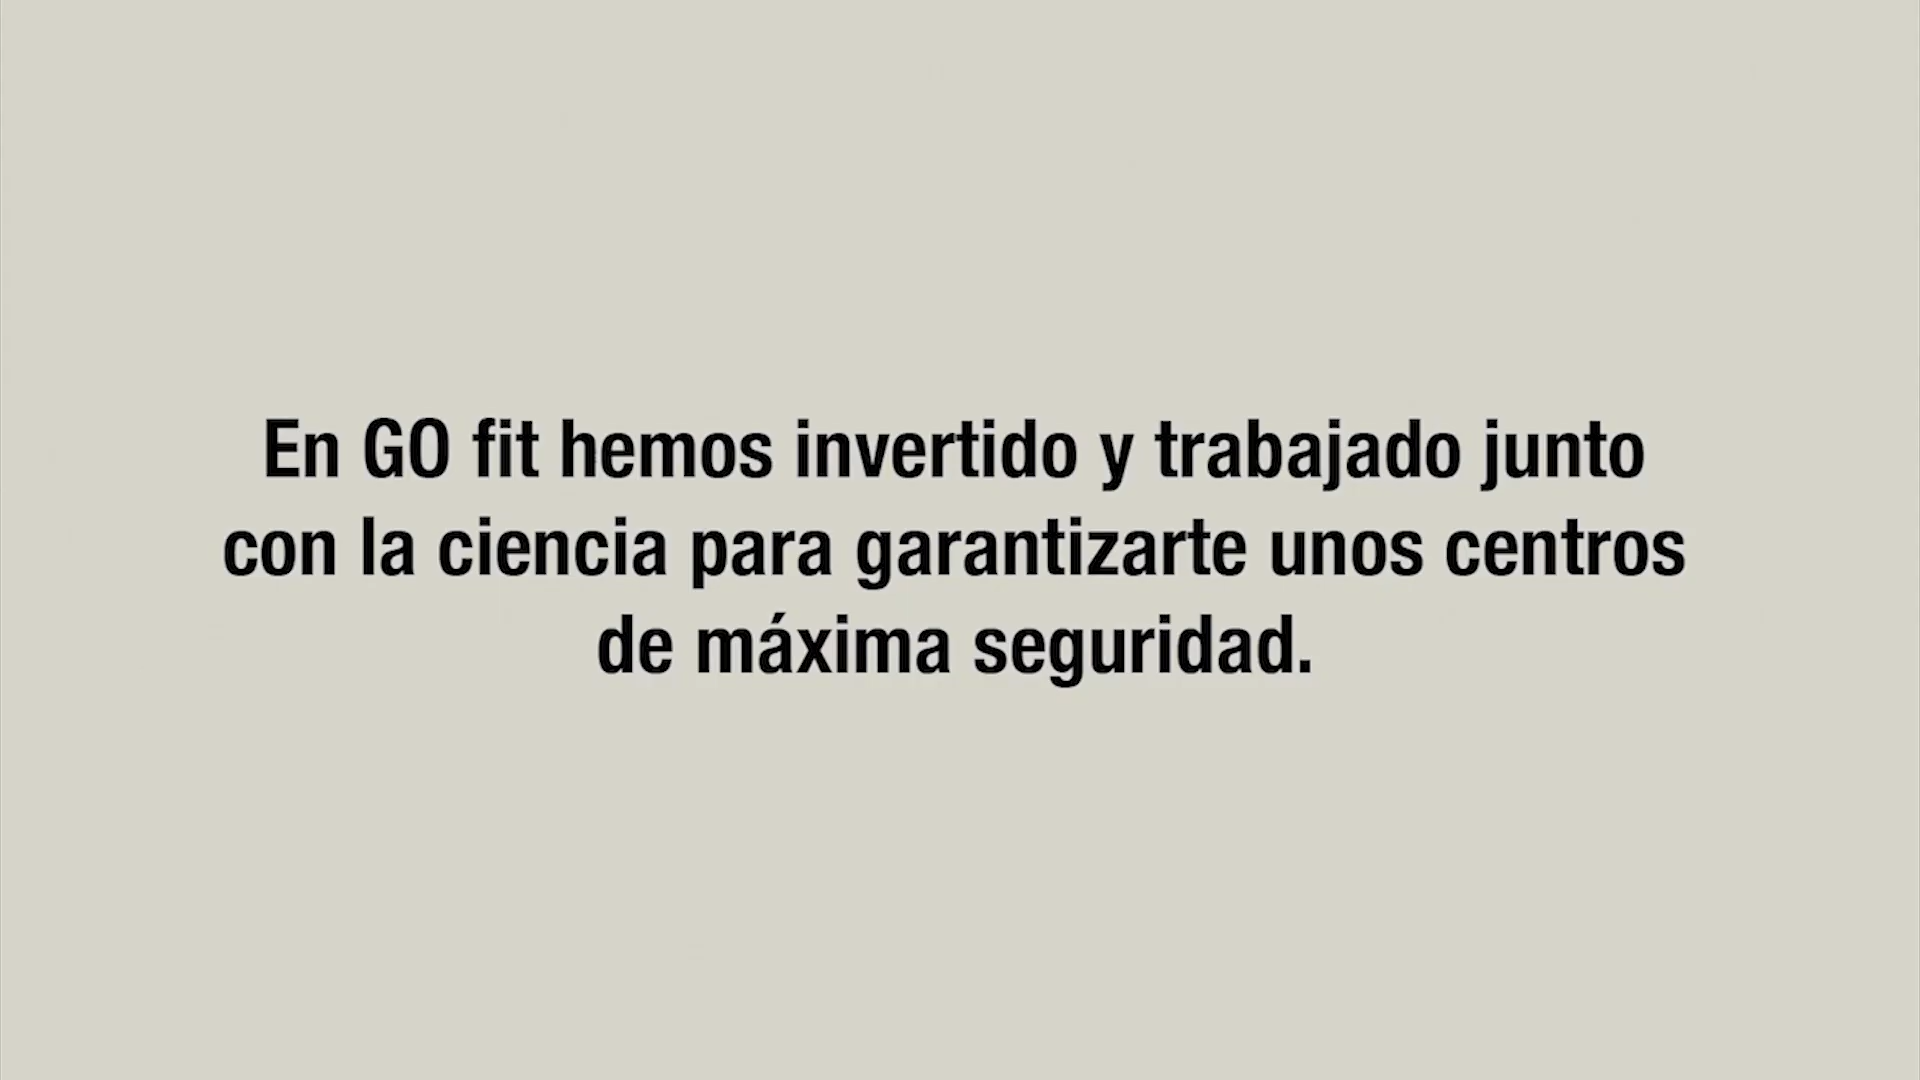 En GO fit hemos invertido y trabajado junto
con la ciencia para garantizarte unos centros
de máxima seguridad.